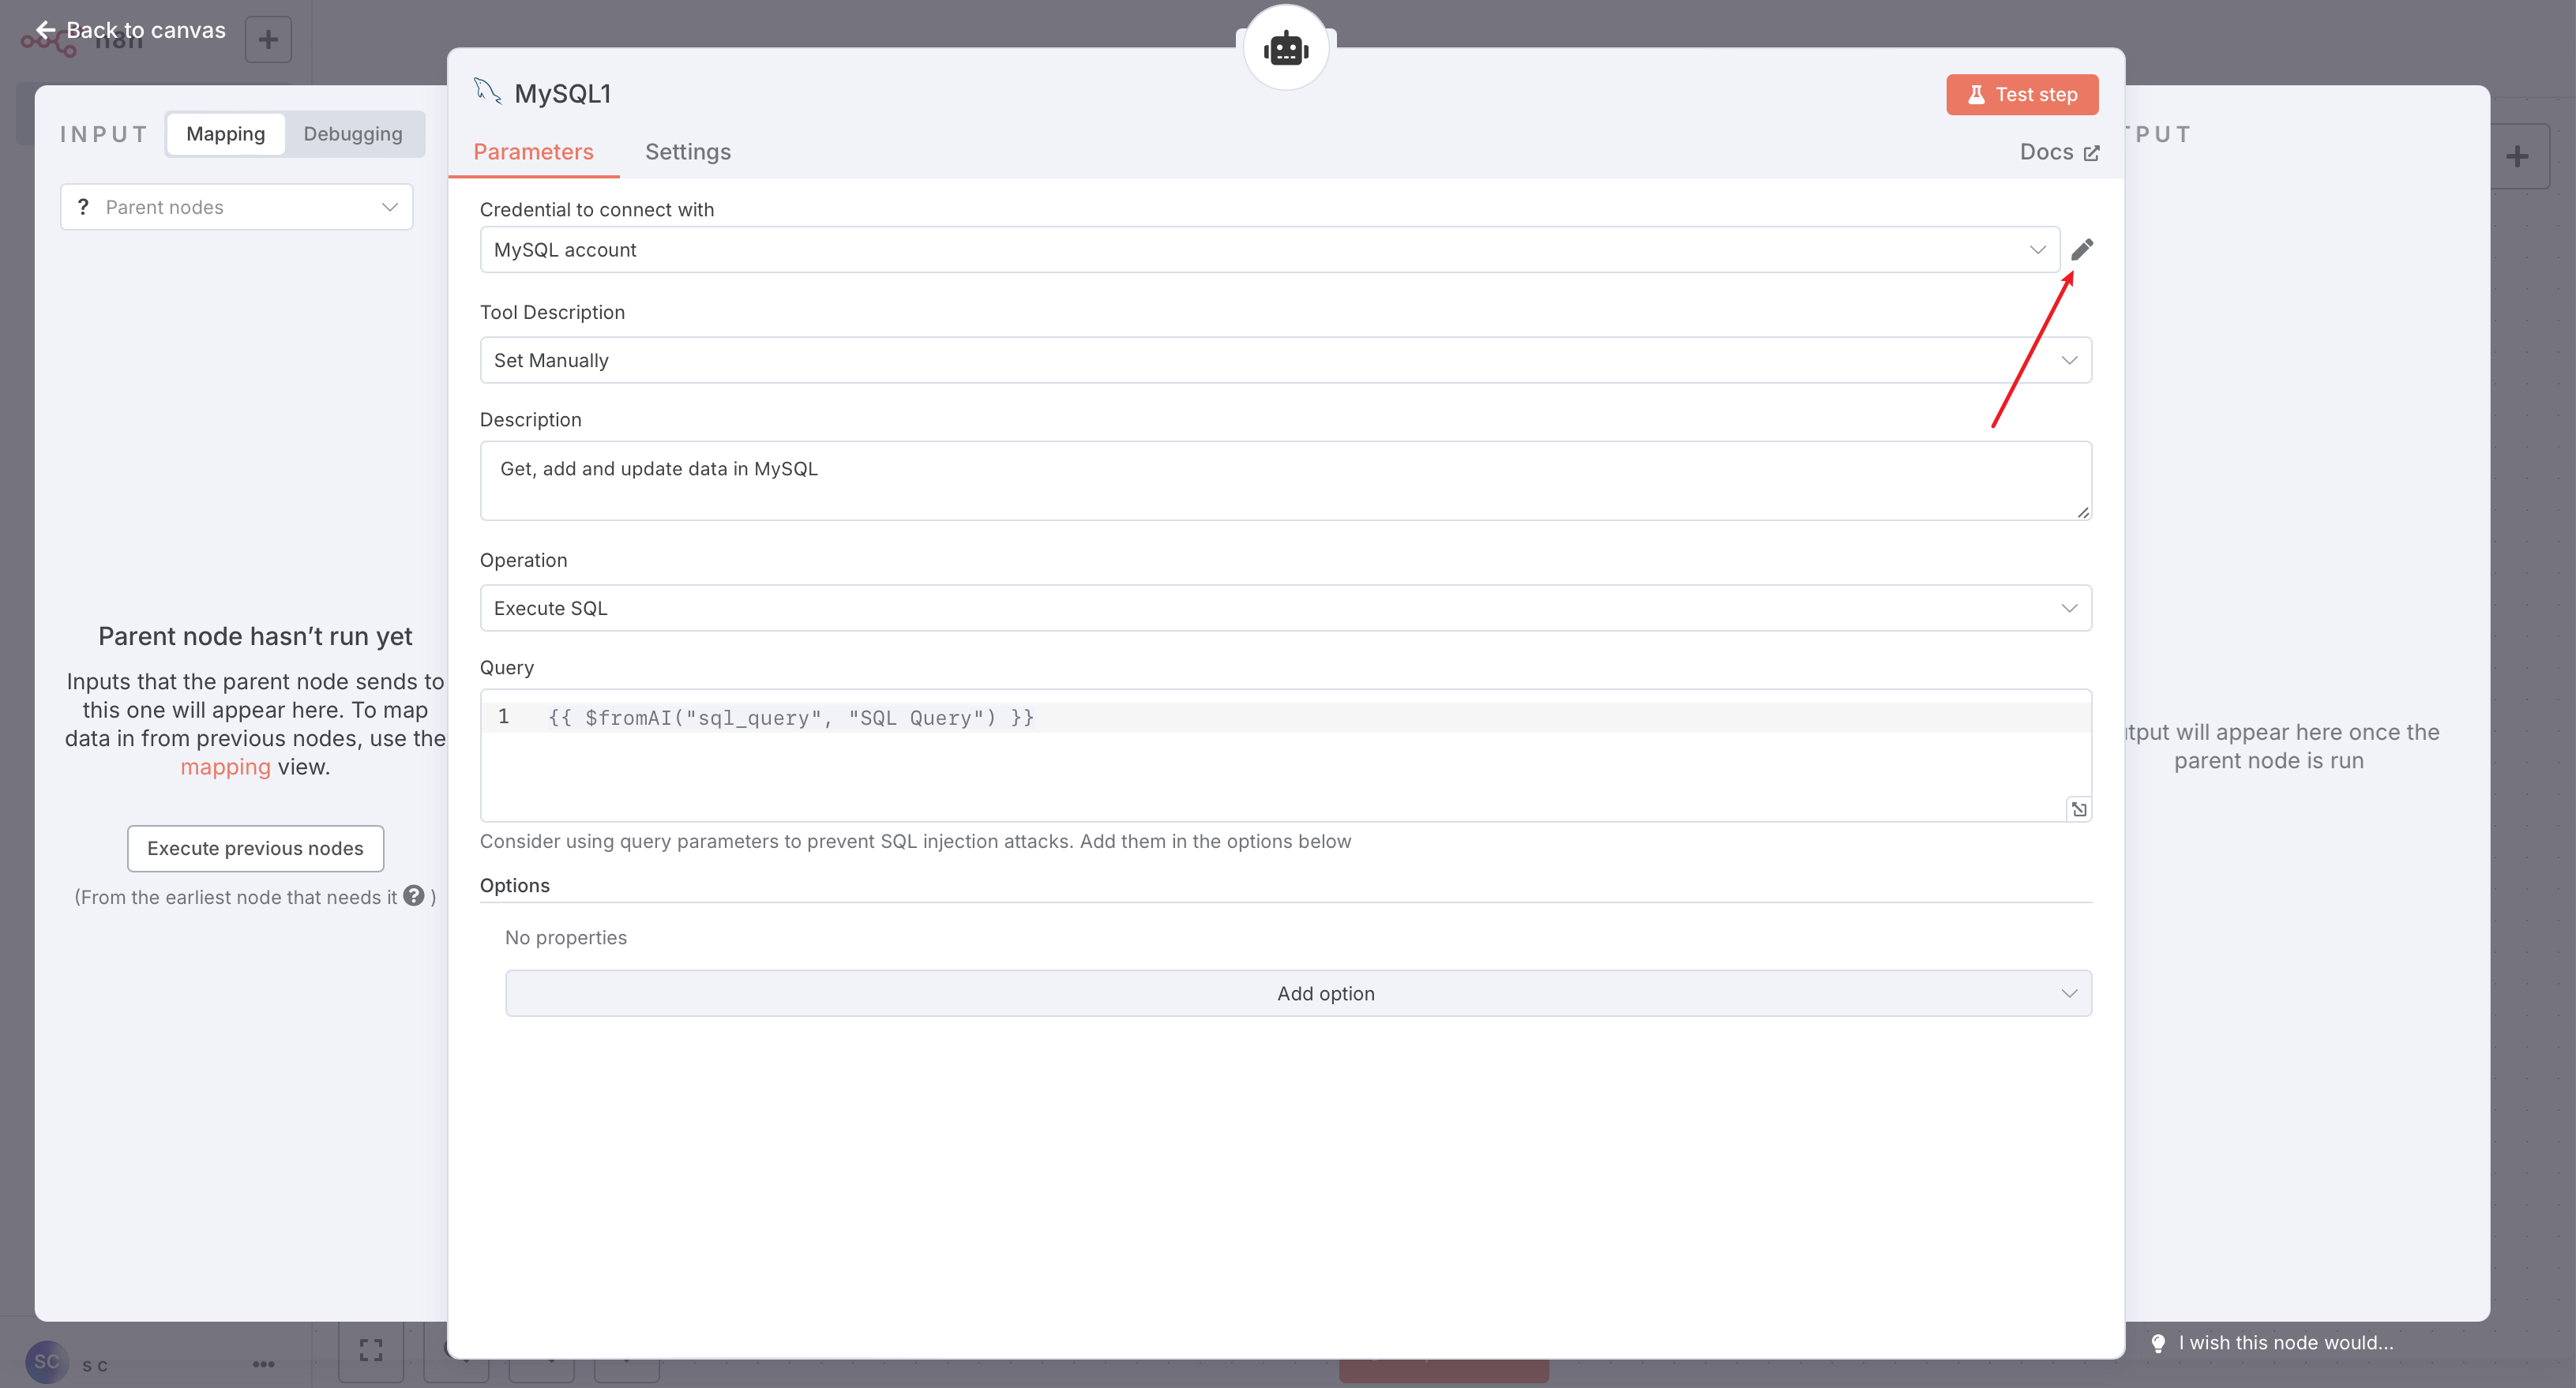 Back to canvas
n8n
INPUT
Mapping
Debugging
? Parent nodes
Parent node hasn’t run yet
Inputs that the parent node sends to
this one will appear here. To map
data in from previous nodes, use the
mapping view.
Execute previous nodes
(From the earliest node that needs it ? )
SC
s c
MySQL1
Test step
Parameters
Settings
Docs
Credential to connect with
MySQL account
Tool Description
Set Manually
Description
Get, add and update data in MySQL
Operation
Execute SQL
Query
1 {{ $fromAI("sql_query", "SQL Query") }}
Consider using query parameters to prevent SQL injection attacks. Add them in the options below
Options
No properties
Add option
TPUT
tput will appear here once the
parent node is run
I wish this node would...